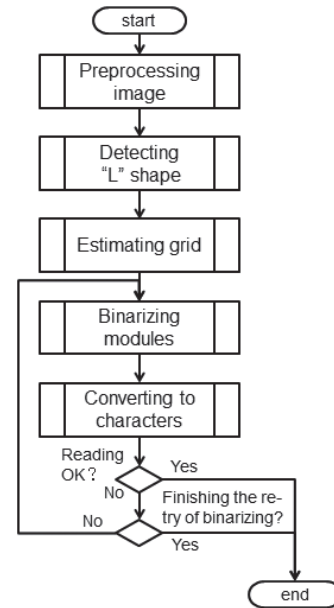 start
Preprocessing
image
Detecting
“L” shape
Estimating grid
Binarizing
modules
Converting to
characters
Reading
OK?
Yes
No
Finishing the re-
try of binarizing?
No
Yes
end